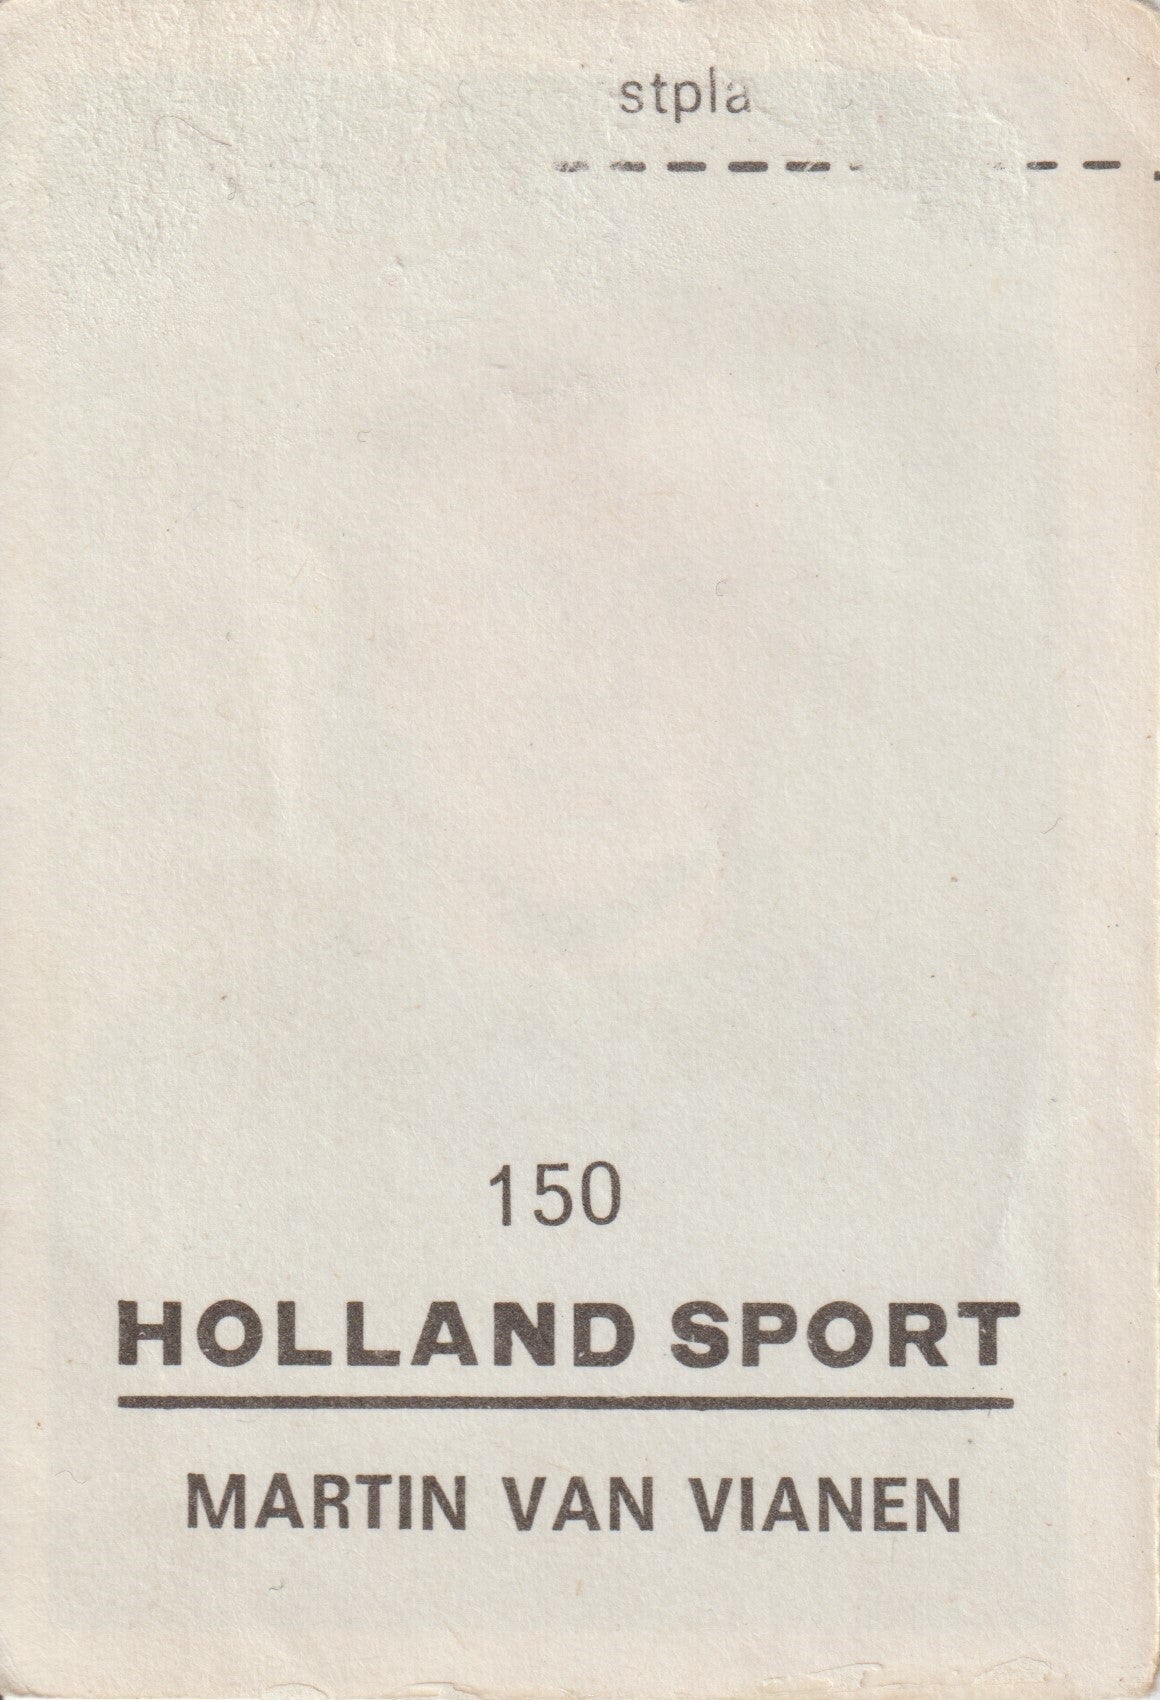 stpla
150
HOLLAND SPORT
MARTIN VAN VIANEN